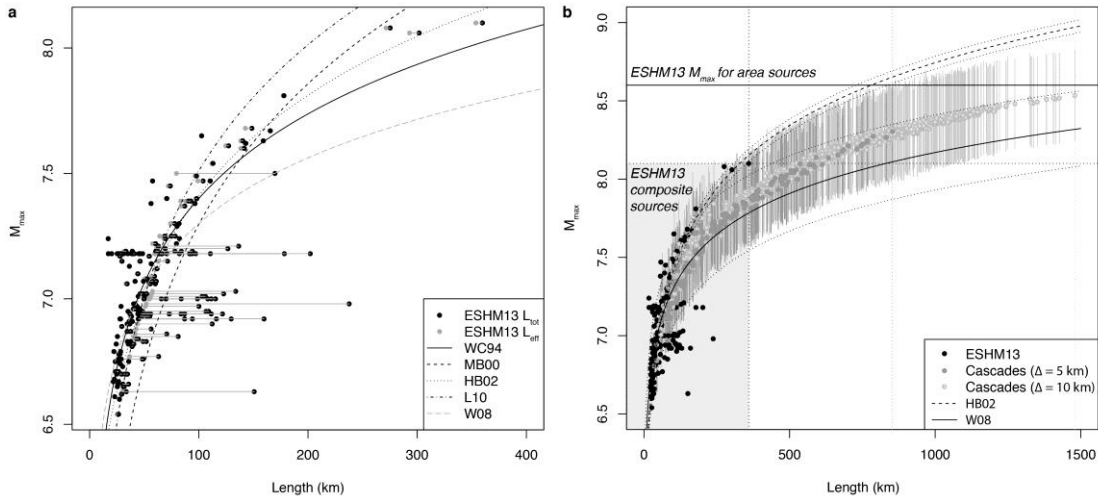 a
M_max
8.0
7.5
7.0
6.5
0 100 200 300 400
Length (km)
ESHM13 L_tot
ESHM13 L_eff
WC94
MB00
HB02
L10
W08
b
M_max
9.0
8.5
8.0
7.5
7.0
6.5
0 500 1000 1500
Length (km)
ESHM13 M_max for area sources
ESHM13
composite
sources
ESHM13
Cascades (Δ = 5 km)
Cascades (Δ = 10 km)
HB02
W08